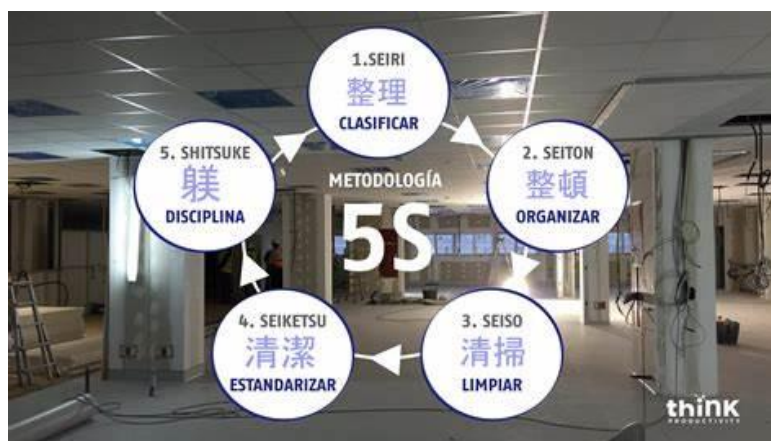 1.SEIRI
整理
CLASIFICAR
2. SEITON
整頓
ORGANIZAR
3. SEISO
清掃
LIMPIAR
4. SEIKETSU
清潔
ESTANDARIZAR
5. SHITSUKE
躾
DISCIPLINA
METODOLOGÍA
5S
thiNK
PRODUCTIVITY